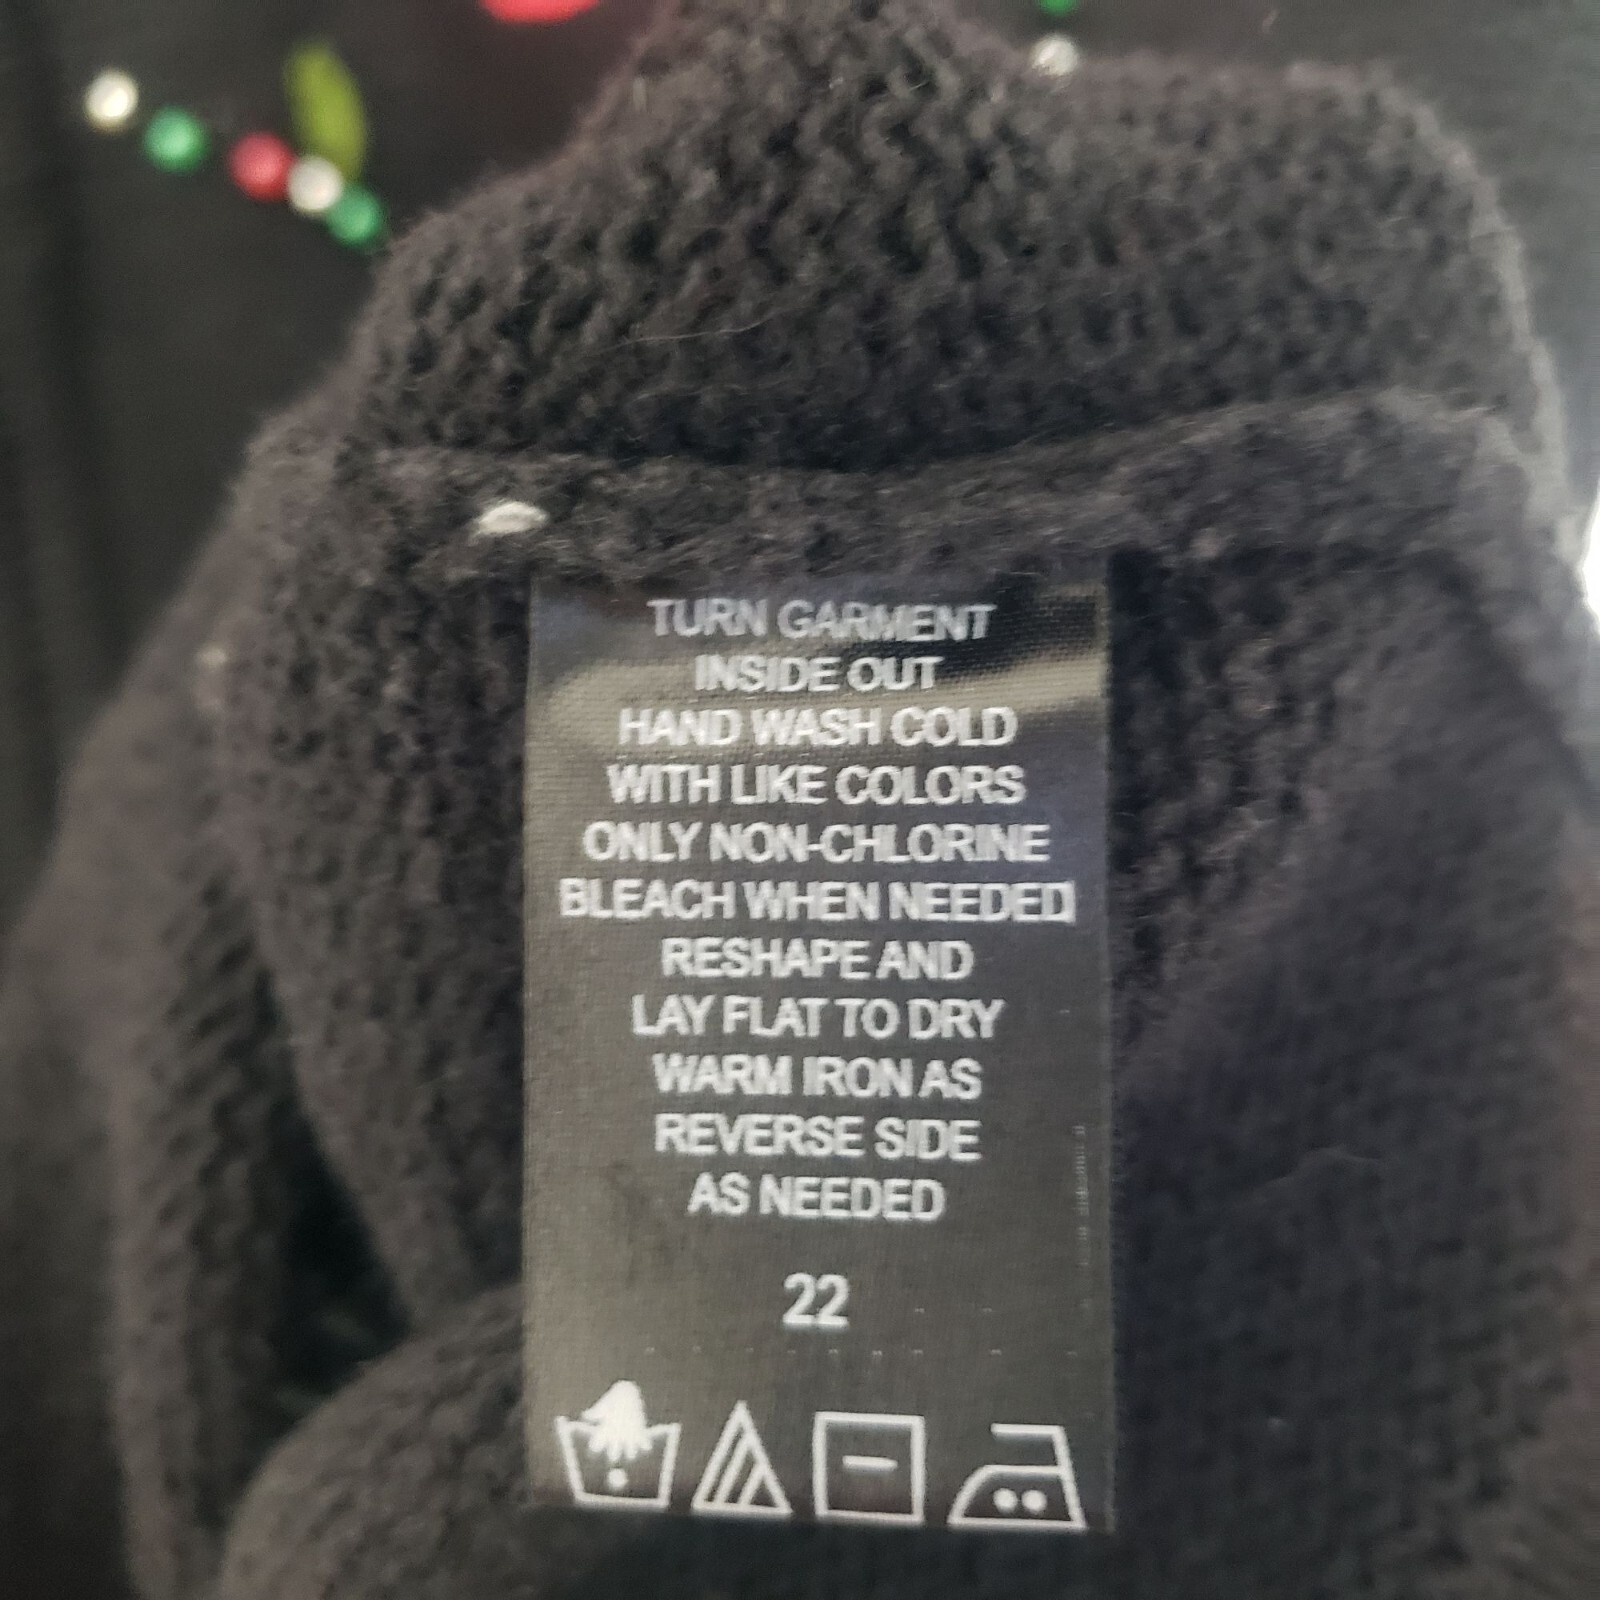 TURN GARMENT
INSIDE OUT
HAND WASH COLD
WITH LIKE COLORS
ONLY NON-CHLORINE
BLEACH WHEN NEEDED
RESHAPE AND
LAY FLAT TO DRY
WARM IRON AS
REVERSE SIDE
AS NEEDED
22